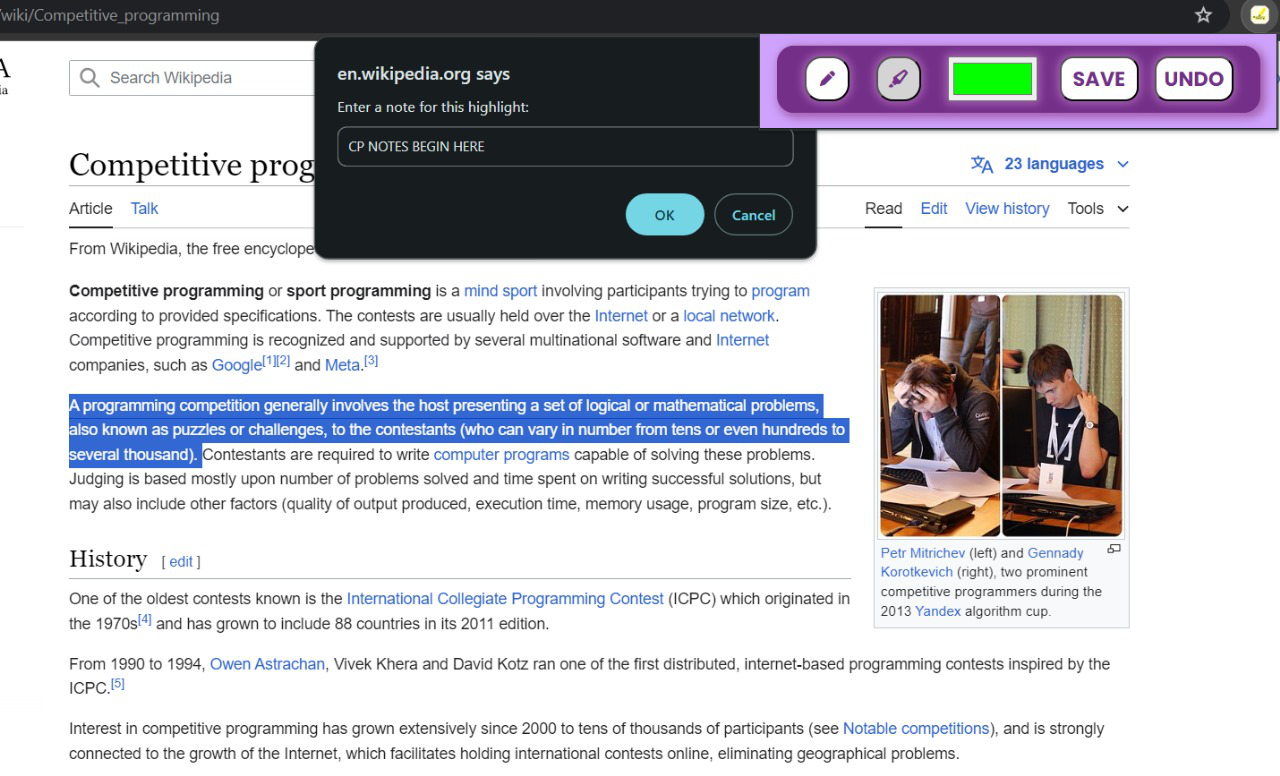 /wiki/Competitive_programming
A
ia
Search Wikipedia
en.wikipedia.org says
Enter a note for this highlight:
CP NOTES BEGIN HERE
OK
Cancel
SAVE
UNDO
Competitive prog
23 languages
Article
Talk
Read
Edit
View history
Tools
From Wikipedia, the free encyclope
Competitive programming or sport programming is a mind sport involving participants trying to program
according to provided specifications. The contests are usually held over the Internet or a local network.
Competitive programming is recognized and supported by several multinational software and Internet
companies, such as Google[1][2] and Meta.[3]
A programming competition generally involves the host presenting a set of logical or mathematical problems,
also known as puzzles or challenges, to the contestants (who can vary in number from tens or even hundreds to
several thousand). Contestants are required to write computer programs capable of solving these problems.
Judging is based mostly upon number of problems solved and time spent on writing successful solutions, but
may also include other factors (quality of output produced, execution time, memory usage, program size, etc.).
Petr Mitrichev (left) and Gennady
Korotkevich (right), two prominent
competitive programmers during the
2013 Yandex algorithm cup.
History [ edit ]
One of the oldest contests known is the International Collegiate Programming Contest (ICPC) which originated in
the 1970s[4] and has grown to include 88 countries in its 2011 edition.
From 1990 to 1994, Owen Astrachan, Vivek Khera and David Kotz ran one of the first distributed, internet-based programming contests inspired by the
ICPC.[5]
Interest in competitive programming has grown extensively since 2000 to tens of thousands of participants (see Notable competitions), and is strongly
connected to the growth of the Internet, which facilitates holding international contests online, eliminating geographical problems.